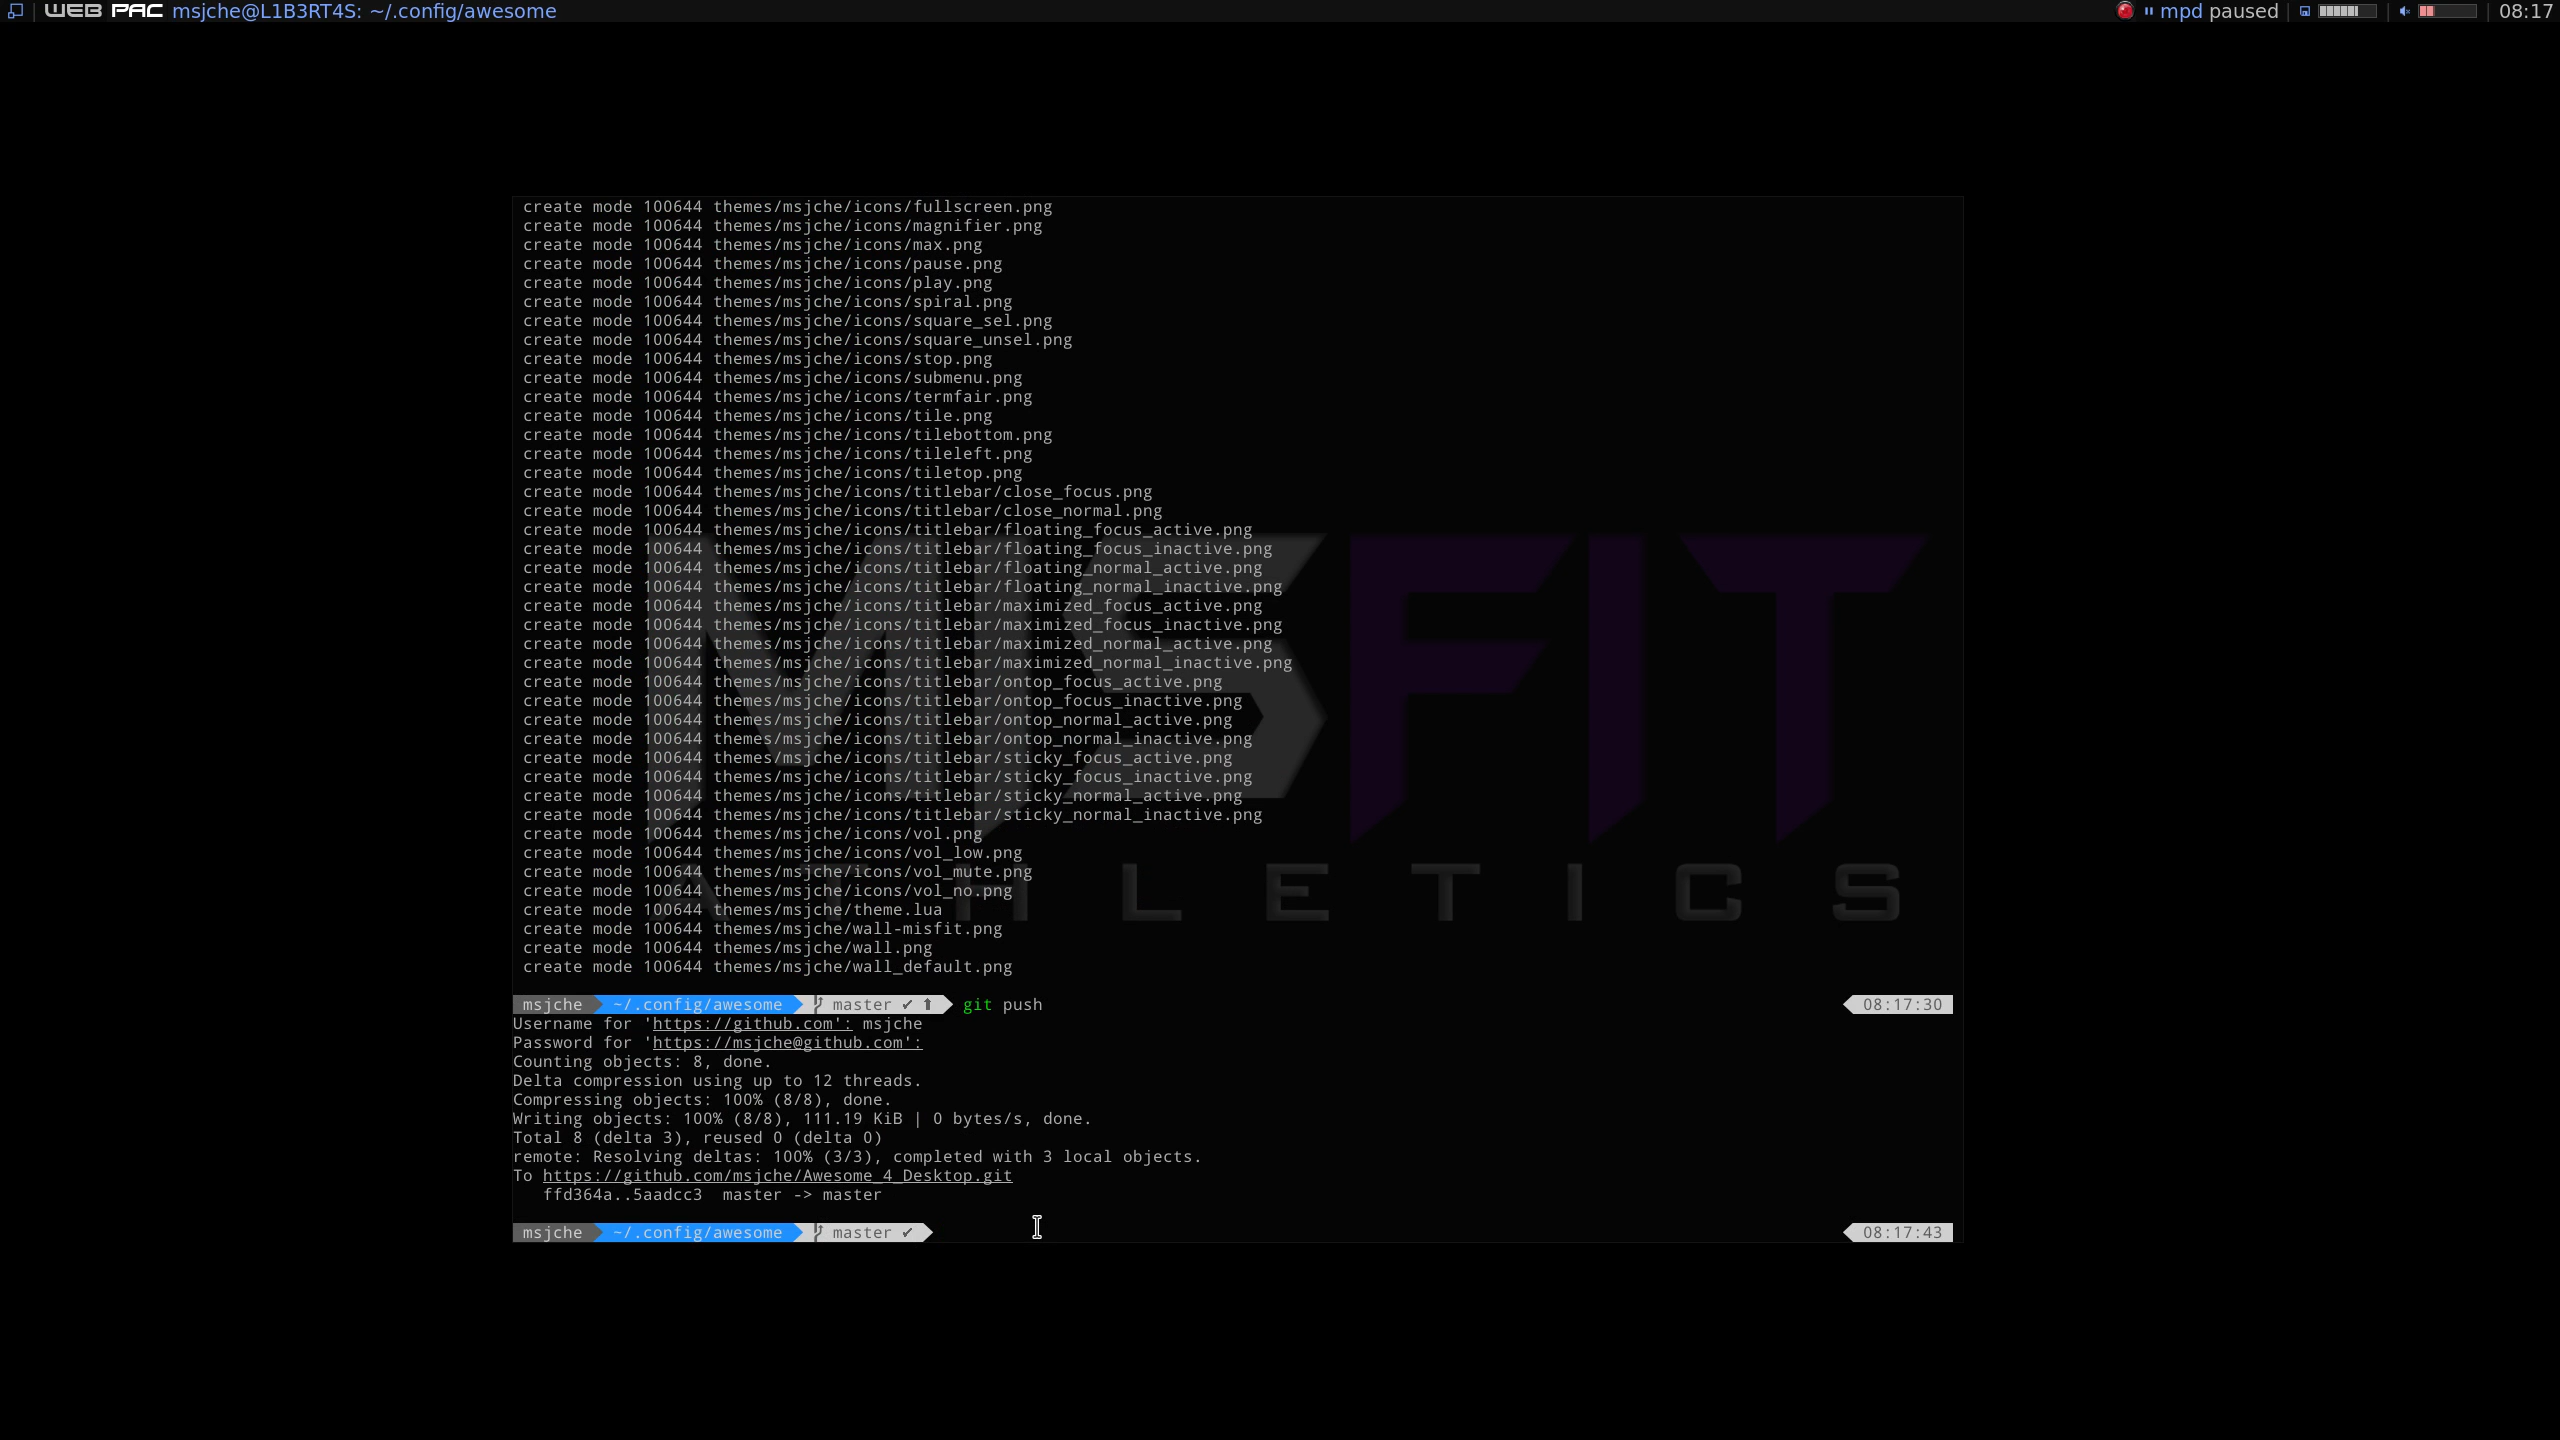 WEB PAC msjche@L1B3RT4S: ~/.config/awesome mpd paused 08:17
create mode 100644 themes/msjche/icons/fullscreen.png
create mode 100644 themes/msjche/icons/magnifier.png
create mode 100644 themes/msjche/icons/max.png
create mode 100644 themes/msjche/icons/pause.png
create mode 100644 themes/msjche/icons/play.png
create mode 100644 themes/msjche/icons/spiral.png
create mode 100644 themes/msjche/icons/square_sel.png
create mode 100644 themes/msjche/icons/square_unsel.png
create mode 100644 themes/msjche/icons/stop.png
create mode 100644 themes/msjche/icons/submenu.png
create mode 100644 themes/msjche/icons/termfair.png
create mode 100644 themes/msjche/icons/tile.png
create mode 100644 themes/msjche/icons/tilebottom.png
create mode 100644 themes/msjche/icons/tileleft.png
create mode 100644 themes/msjche/icons/tiletop.png
create mode 100644 themes/msjche/icons/titlebar/close_focus.png
create mode 100644 themes/msjche/icons/titlebar/close_normal.png
create mode 100644 themes/msjche/icons/titlebar/floating_focus_active.png
create mode 100644 themes/msjche/icons/titlebar/floating_focus_inactive.png
create mode 100644 themes/msjche/icons/titlebar/floating_normal_active.png
create mode 100644 themes/msjche/icons/titlebar/floating_normal_inactive.png
create mode 100644 themes/msjche/icons/titlebar/maximized_focus_active.png
create mode 100644 themes/msjche/icons/titlebar/maximized_focus_inactive.png
create mode 100644 themes/msjche/icons/titlebar/maximized_normal_active.png
create mode 100644 themes/msjche/icons/titlebar/maximized_normal_inactive.png
create mode 100644 themes/msjche/icons/titlebar/ontop_focus_active.png
create mode 100644 themes/msjche/icons/titlebar/ontop_focus_inactive.png
create mode 100644 themes/msjche/icons/titlebar/ontop_normal_active.png
create mode 100644 themes/msjche/icons/titlebar/ontop_normal_inactive.png
create mode 100644 themes/msjche/icons/titlebar/sticky_focus_active.png
create mode 100644 themes/msjche/icons/titlebar/sticky_focus_inactive.png
create mode 100644 themes/msjche/icons/titlebar/sticky_normal_active.png
create mode 100644 themes/msjche/icons/titlebar/sticky_normal_inactive.png
create mode 100644 themes/msjche/icons/vol.png
create mode 100644 themes/msjche/icons/vol_low.png
create mode 100644 themes/msjche/icons/vol_mute.png
create mode 100644 themes/msjche/icons/vol_no.png
create mode 100644 themes/msjche/theme.lua
create mode 100644 themes/msjche/wall-misfit.png
create mode 100644 themes/msjche/wall.png
create mode 100644 themes/msjche/wall_default.png
msjche ~/.config/awesome master ✔ ⬆ git push 08:17:30
Username for 'https://github.com': msjche
Password for 'https://msjche@github.com':
Counting objects: 8, done.
Delta compression using up to 12 threads.
Compressing objects: 100% (8/8), done.
Writing objects: 100% (8/8), 111.19 KiB | 0 bytes/s, done.
Total 8 (delta 3), reused 0 (delta 0)
remote: Resolving deltas: 100% (3/3), completed with 3 local objects.
To https://github.com/msjche/Awesome_4_Desktop.git
ffd364a..5aadcc3 master -> master
msjche ~/.config/awesome master ✔ 08:17:43
MISFIT
ATHLETICS